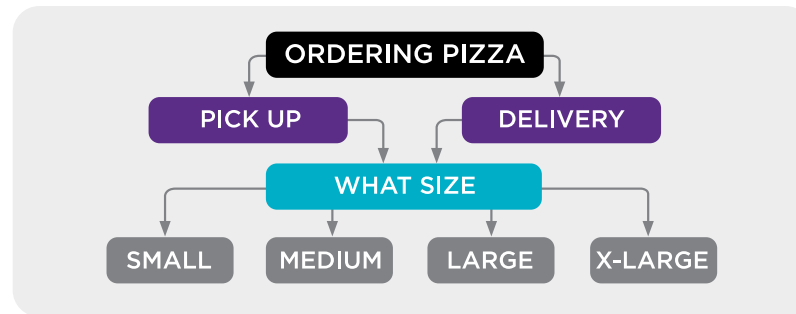 ORDERING PIZZA
PICK UP
DELIVERY
WHAT SIZE
SMALL
MEDIUM
LARGE
X-LARGE